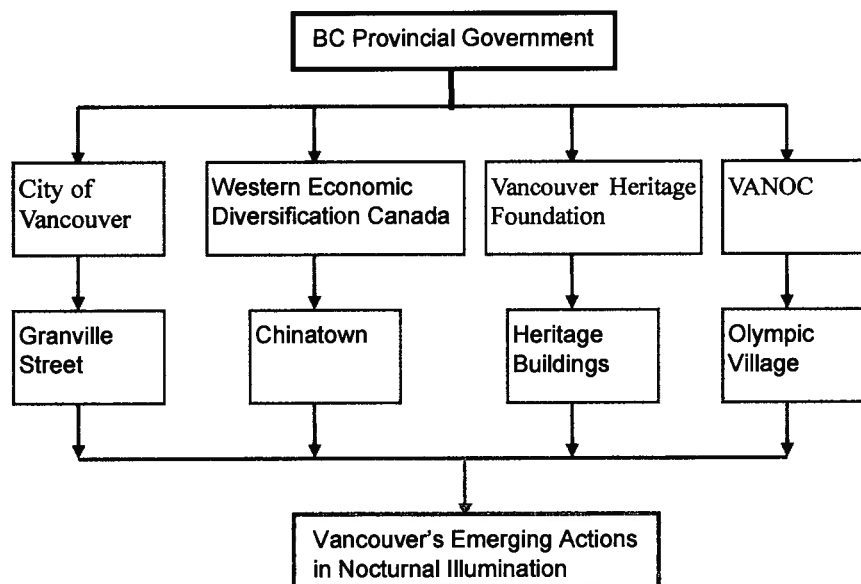 BC Provincial Government
City of
Vancouver
Western Economic
Diversification Canada
Vancouver Heritage
Foundation
VANOC
Granville
Street
Chinatown
Heritage
Buildings
Olympic
Village
Vancouver's Emerging Actions
in Nocturnal Illumination